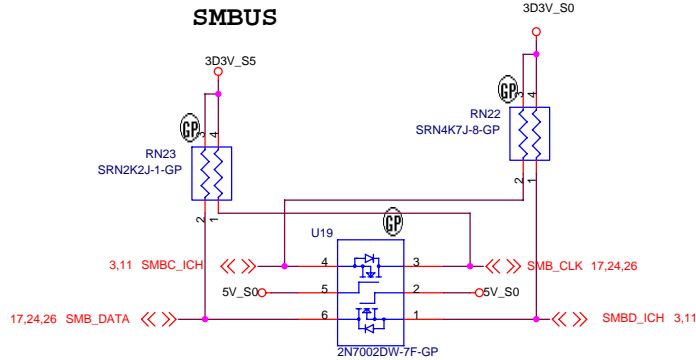 SMBUS
3D3V_S0
3D3V_S5
GP
3 4
RN22
SRN4K7J-8-GP
GP
3 4
RN23
SRN2K2J-1-GP
2 1
2 1
GP
U19
3,11 SMBC_ICH
4
3
SMB_CLK 17,24,26
5V_S0
5
2
5V_S0
17,24,26 SMB_DATA
6
1
SMBD_ICH 3,11
2N7002DW-7F-GP